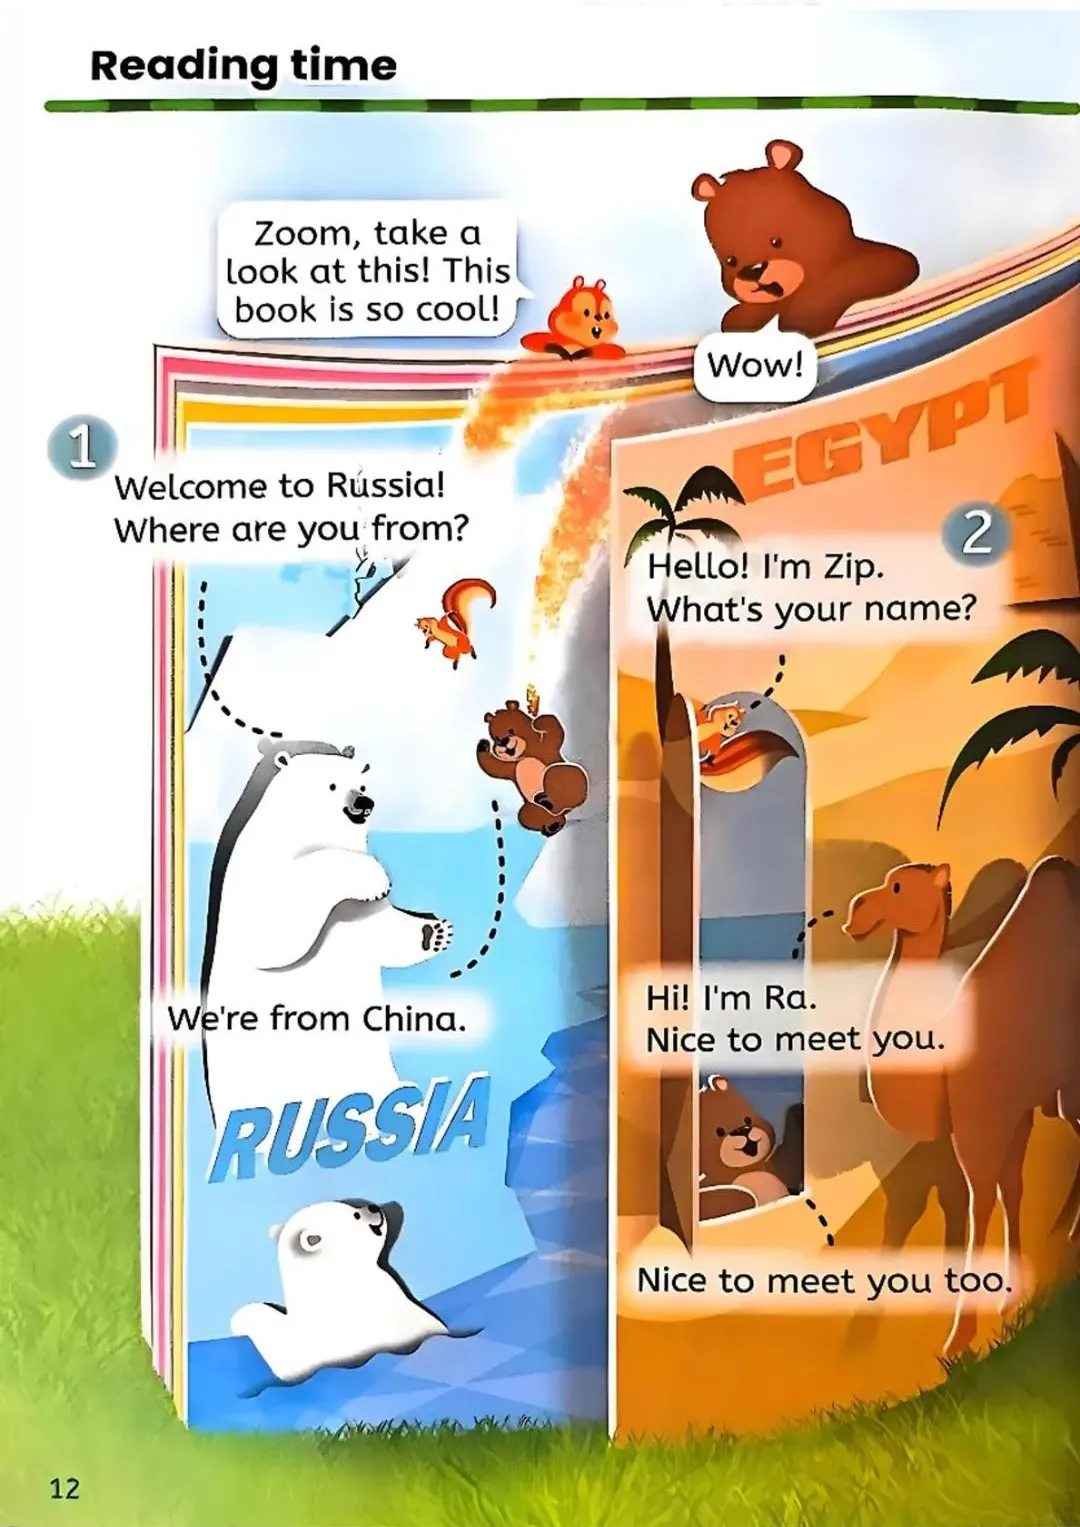 Reading time
Zoom, take a
look at this! This
book is so cool!
Wow!
1
Welcome to Russia!
Where are you from?
We're from China.
RUSSIA
EGYPT
2
Hello! I'm Zip.
What's your name?
Hi! I'm Ra.
Nice to meet you.
Nice to meet you too.
12